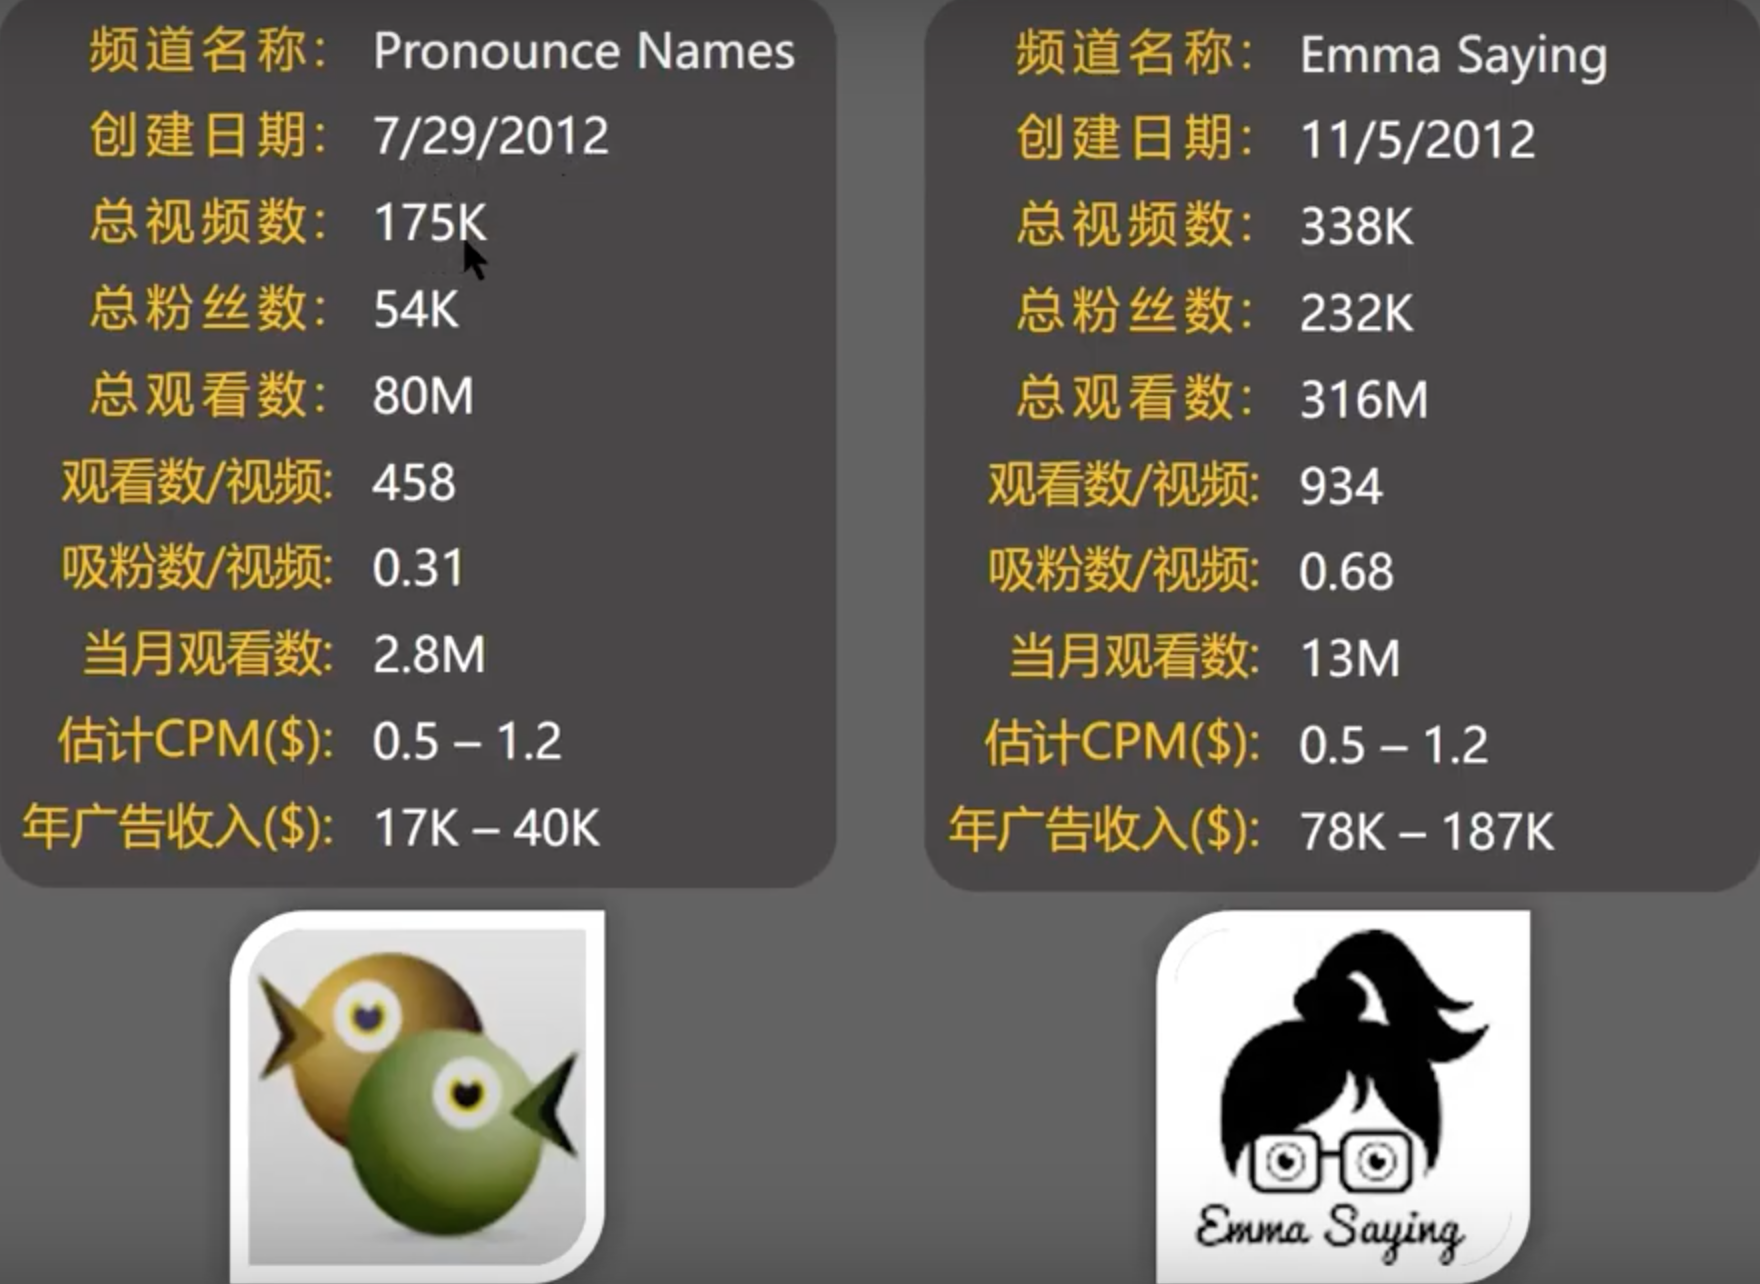 频道名称: Pronounce Names
创建日期: 7/29/2012
总视频数: 175K
总粉丝数: 54K
总观看数: 80M
观看数/视频: 458
吸粉数/视频: 0.31
当月观看数: 2.8M
估计CPM($): 0.5 – 1.2
年广告收入($): 17K – 40K
频道名称: Emma Saying
创建日期: 11/5/2012
总视频数: 338K
总粉丝数: 232K
总观看数: 316M
观看数/视频: 934
吸粉数/视频: 0.68
当月观看数: 13M
估计CPM($): 0.5 – 1.2
年广告收入($): 78K – 187K
Emma Saying